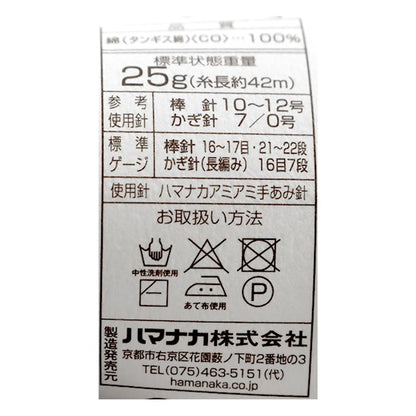 品質
綿(タンギス綿)(CO)…100%
標準状態重量
25g(糸長約42m)
参考使用針
棒針 10〜12号
かぎ針 7/0号
標準ゲージ
棒針 16〜17目・21〜22段
かぎ針(長編み) 16目7段
使用針 ハマナカアミアミ手あみ針
お取扱い方法
中性洗剤使用
あて布使用
P
製造発売元
ハマナカ株式会社
京都市右京区花園薮ノ下町2番地の3
TEL(075)463-5151(代)
hamanaka.co.jp